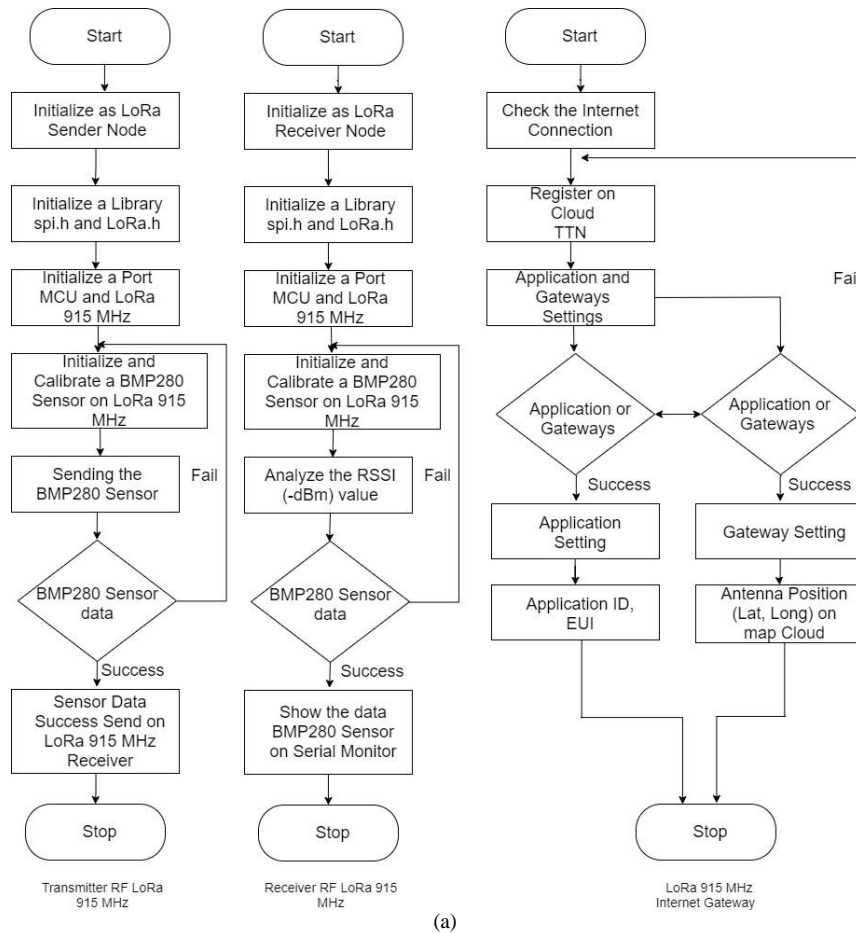 Start
Initialize as LoRa
Sender Node
Initialize a Library
spi.h and LoRa.h
Initialize a Port
MCU and LoRa
915 MHz
Initialize and
Calibrate a BMP280
Sensor on LoRa 915
MHz
Sending the
BMP280 Sensor
Fail
BMP280 Sensor
data
Success
Sensor Data
Success Send on
LoRa 915 MHz
Receiver
Stop
Transmitter RF LoRa
915 MHz
Start
Initialize as LoRa
Receiver Node
Initialize a Library
spi.h and LoRa.h
Initialize a Port
MCU and LoRa
915 MHz
Initialize and
Calibrate a BMP280
Sensor on LoRa 915
MHz
Analyze the RSSI
(-dBm) value
Fail
BMP280 Sensor
data
Success
Show the data
BMP280 Sensor
on Serial Monitor
Stop
Receiver RF LoRa 915
MHz
Start
Check the Internet
Connection
Register on
Cloud
TTN
Application and
Gateways
Settings
Fail
Application or
Gateways
Application or
Gateways
Success
Success
Application
Setting
Gateway Setting
Application ID,
EUI
Antenna Position
(Lat, Long) on
map Cloud
Stop
LoRa 915 MHz
Internet Gateway
(a)